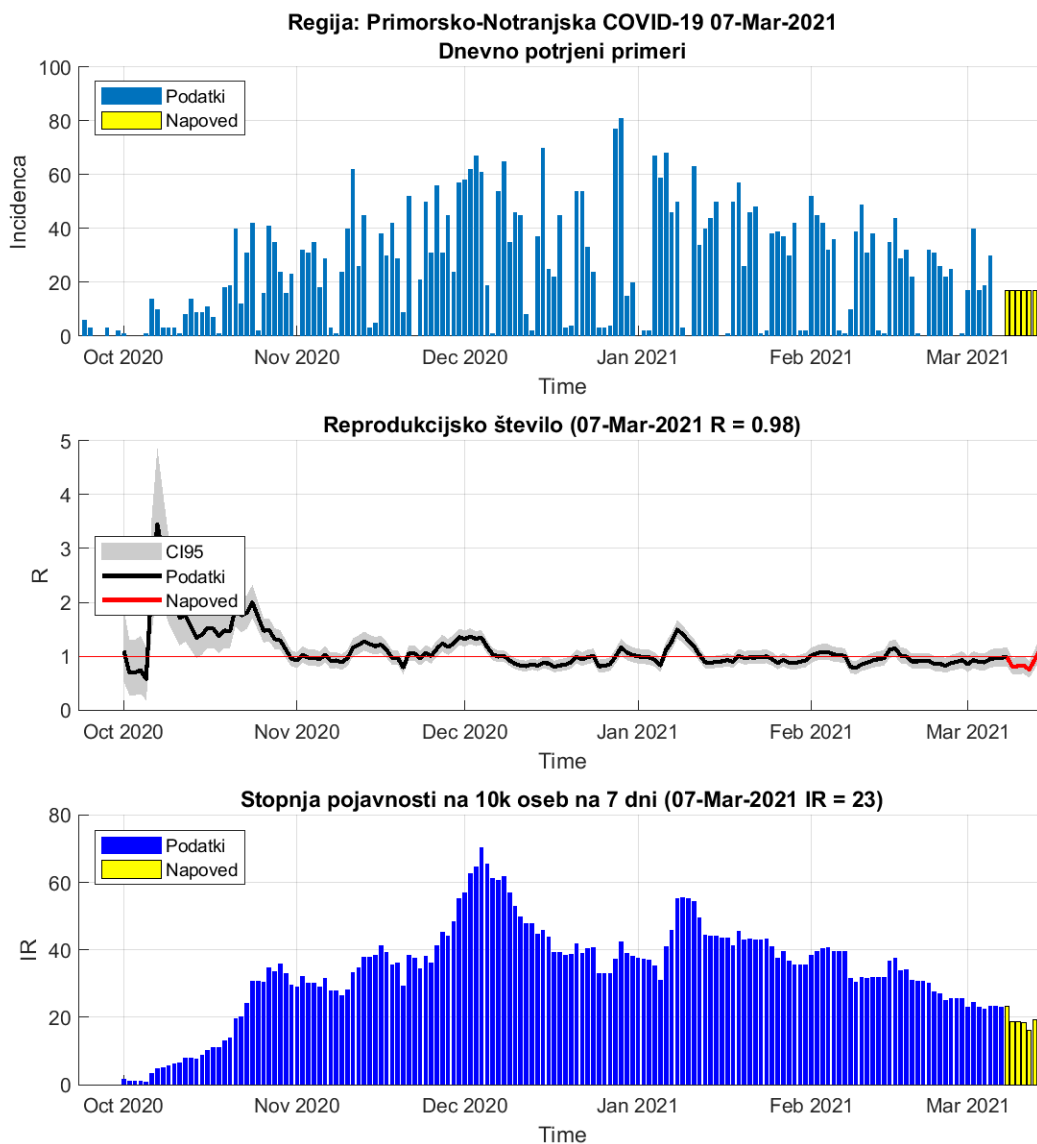 Regija: Primorsko-Notranjska COVID-19 07-Mar-2021
Dnevno potrjeni primeri
100
80
60
40
20
0
Incidenca
Podatki
Napoved
Oct 2020 Nov 2020 Dec 2020 Jan 2021 Feb 2021 Mar 2021
Time
Reprodukcijsko število (07-Mar-2021 R = 0.98)
5
4
3
2
1
0
R
CI95
Podatki
Napoved
Oct 2020 Nov 2020 Dec 2020 Jan 2021 Feb 2021 Mar 2021
Time
Stopnja pojavnosti na 10k oseb na 7 dni (07-Mar-2021 IR = 23)
80
60
40
20
0
IR
Podatki
Napoved
Oct 2020 Nov 2020 Dec 2020 Jan 2021 Feb 2021 Mar 2021
Time